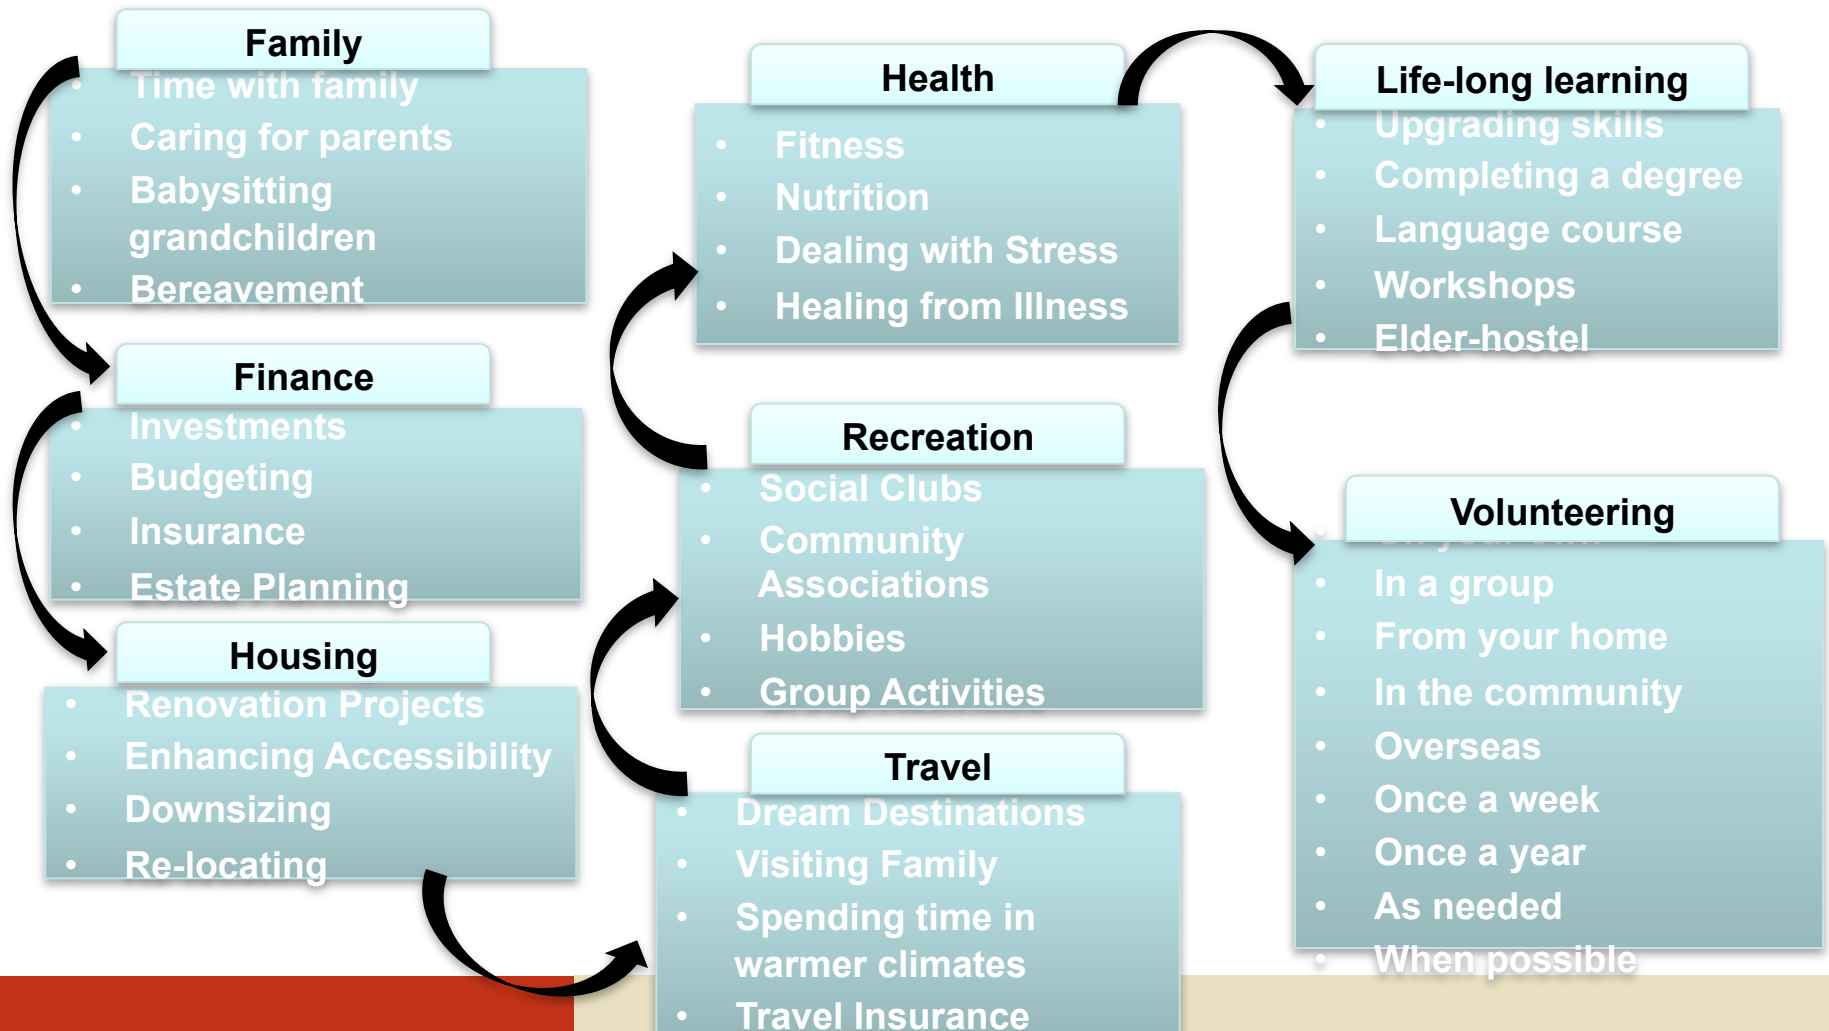 Family
• Time with family
• Caring for parents
• Babysitting
grandchildren
• Bereavement
Finance
• Investments
• Budgeting
• Insurance
• Estate Planning
Housing
• Renovation Projects
• Enhancing Accessibility
• Downsizing
• Re-locating
Travel
• Dream Destinations
• Visiting Family
• Spending time in
warmer climates
• Travel Insurance
Recreation
• Social Clubs
• Community
Associations
• Hobbies
• Group Activities
Health
• Fitness
• Nutrition
• Dealing with Stress
• Healing from Illness
Life-long learning
• Upgrading skills
• Completing a degree
• Language course
• Workshops
• Elder-hostel
Volunteering
• On your own
• In a group
• From your home
• In the community
• Overseas
• Once a week
• Once a year
• As needed
• When possible